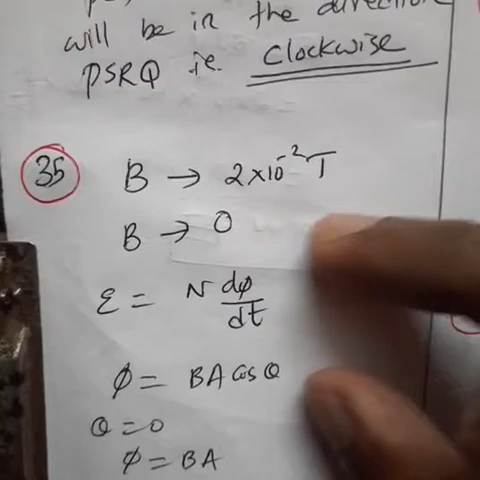 will be in the direction
PSRQ ie. Clockwise
35
B → 2×10⁻² T
B → 0
ε = N dφ/dt
φ = BA cos θ
θ = 0
φ = BA